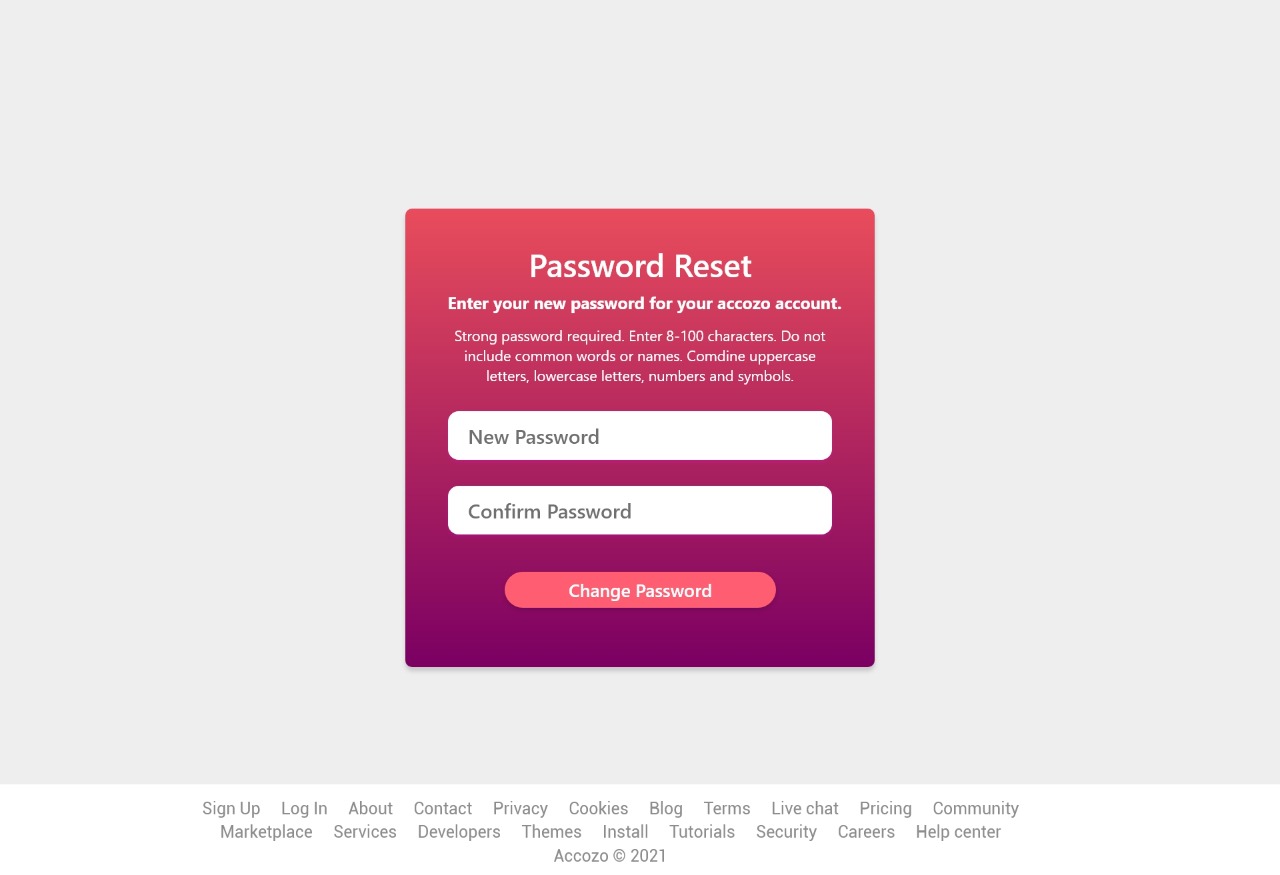 Password Reset
Enter your new password for your accozo account.
Strong password required. Enter 8-100 characters. Do not
include common words or names. Comdine uppercase
letters, lowercase letters, numbers and symbols.
New Password
Confirm Password
Change Password
Sign Up Log In About Contact Privacy Cookies Blog Terms Live chat Pricing Community
Marketplace Services Developers Themes Install Tutorials Security Careers Help center
Accozo © 2021